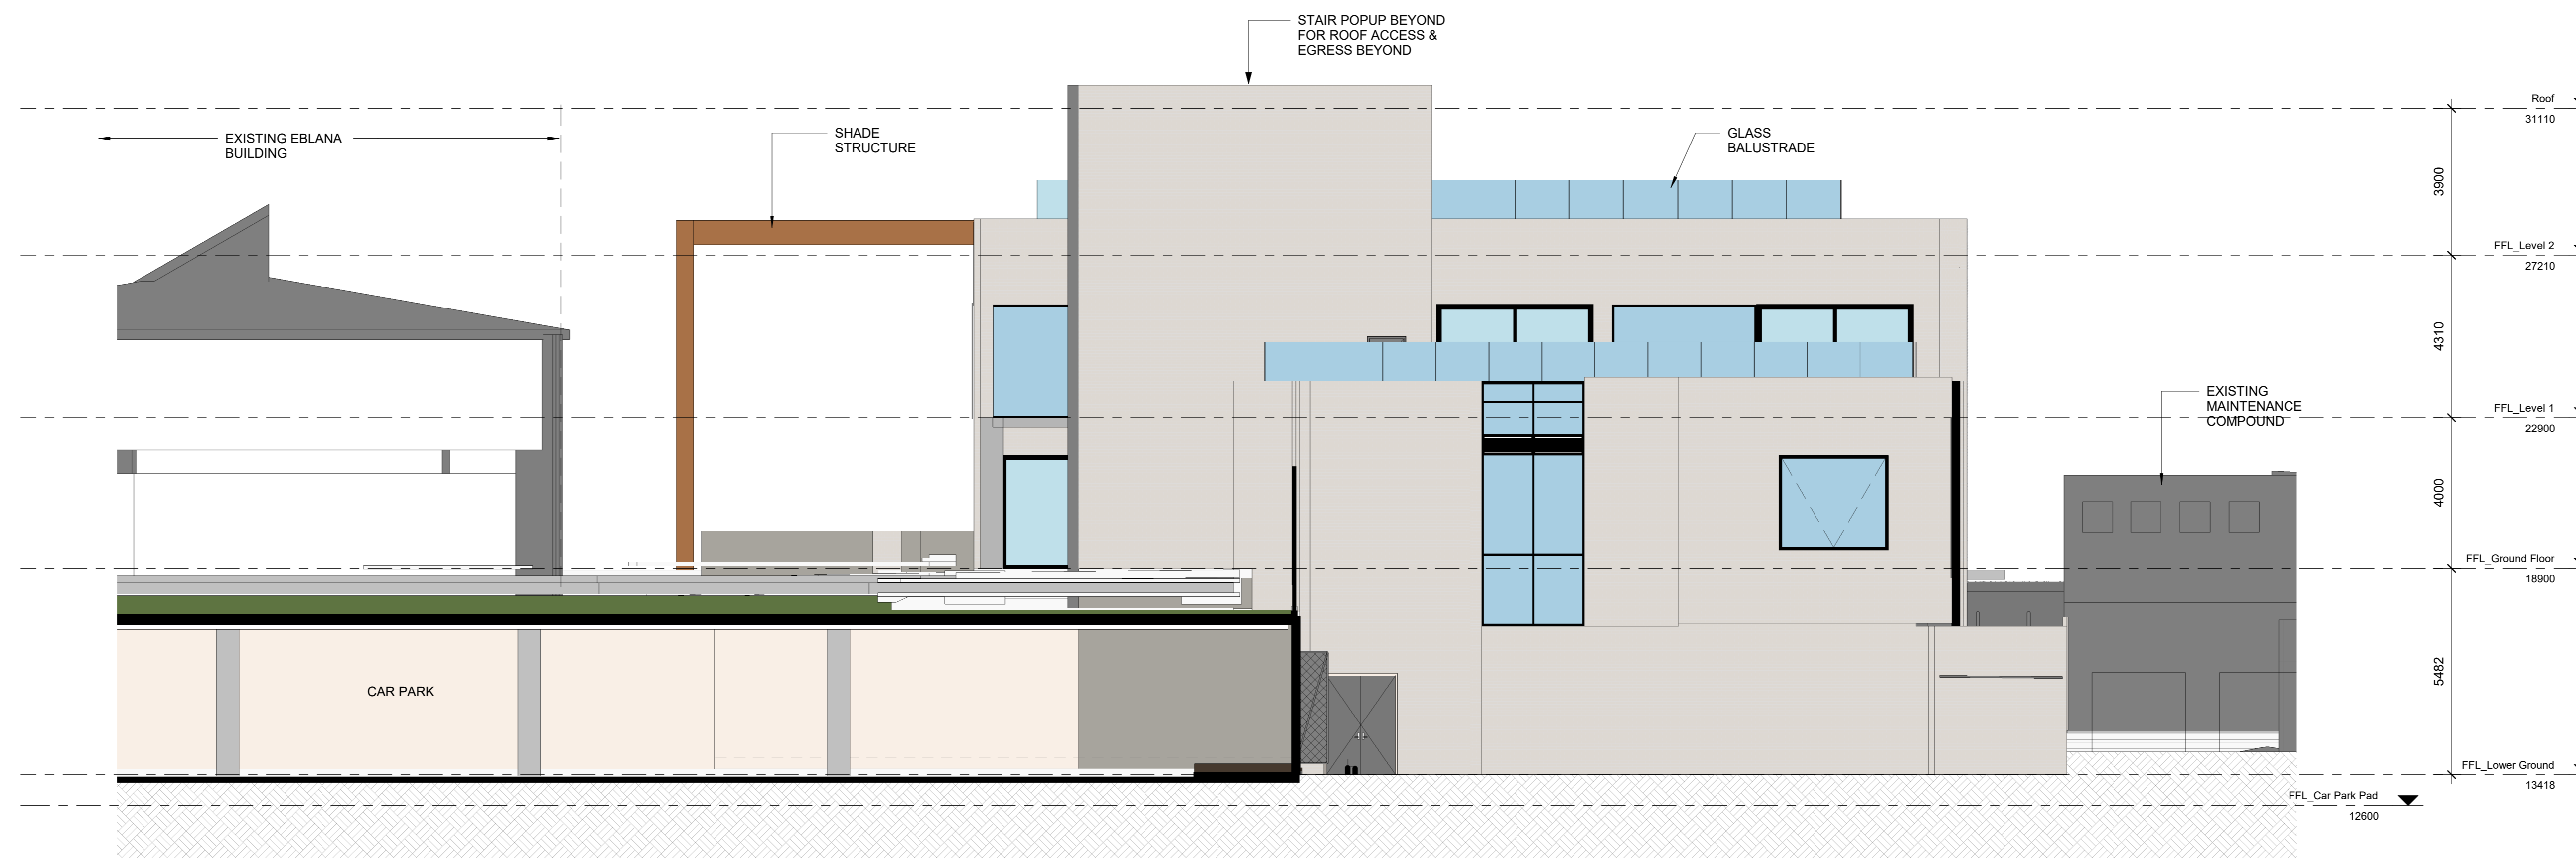 STAIR POPUP BEYOND
FOR ROOF ACCESS &
EGRESS BEYOND
Roof
31110
EXISTING EBLANA
BUILDING
SHADE
STRUCTURE
GLASS
BALUSTRADE
3900
FFL_Level 2
27210
4310
EXISTING
MAINTENANCE
COMPOUND
FFL_Level 1
22900
4000
FFL_Ground Floor
18900
5482
CAR PARK
FFL_Lower Ground
13418
FFL_Car Park Pad
12600